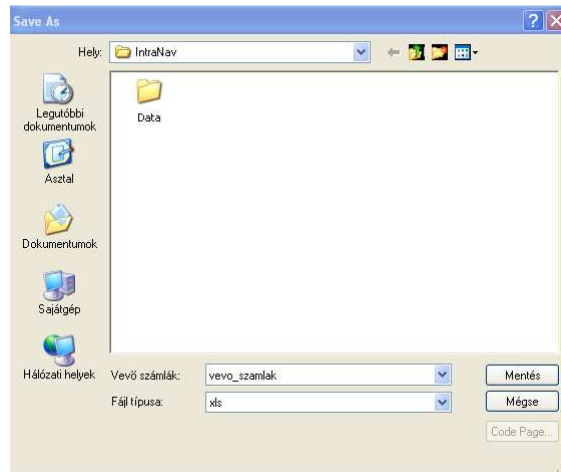 Save As
Hely:
IntraNav
Data
Legutóbbi
dokumentumok
Asztal
Dokumentumok
Sajátgép
Hálózati helyek
Vevő számlák:
vevo_szamlak
Mentés
Fájl típusa:
xls
Mégse
Code Page...